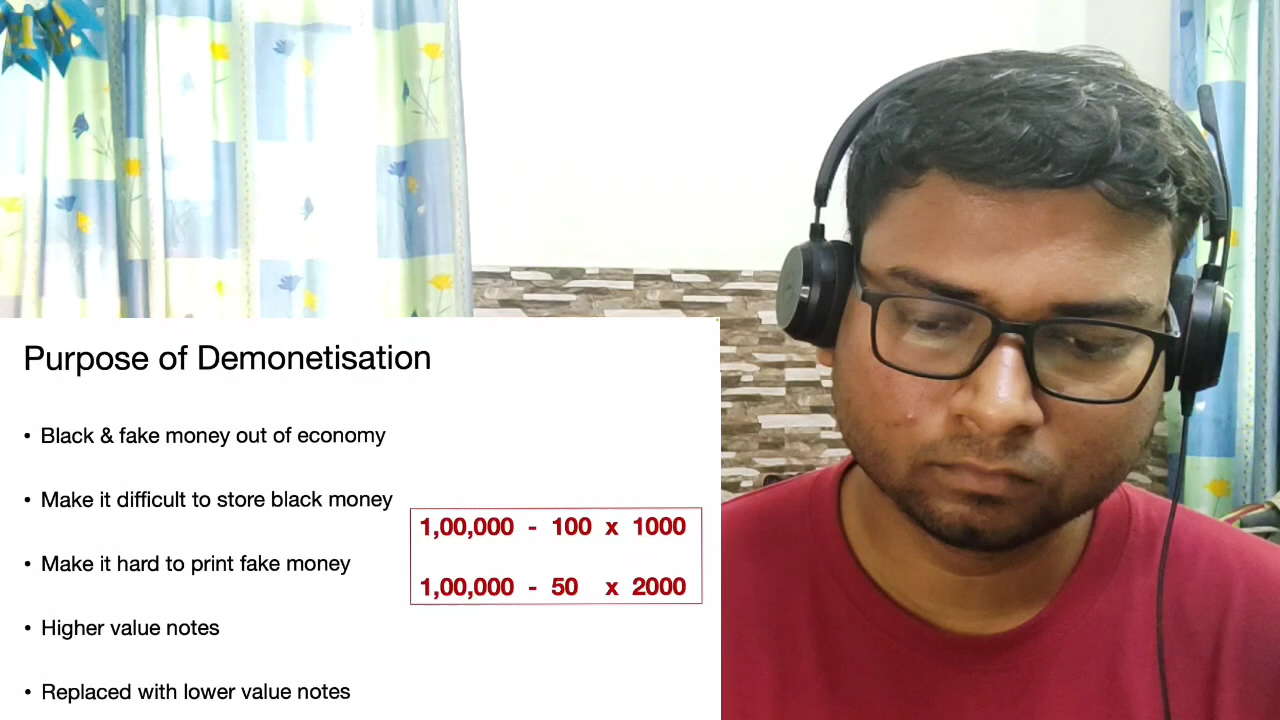 Purpose of Demonetisation
• Black & fake money out of economy
• Make it difficult to store black money
• Make it hard to print fake money
• Higher value notes
• Replaced with lower value notes
1,00,000 - 100 x 1000
1,00,000 - 50 x 2000